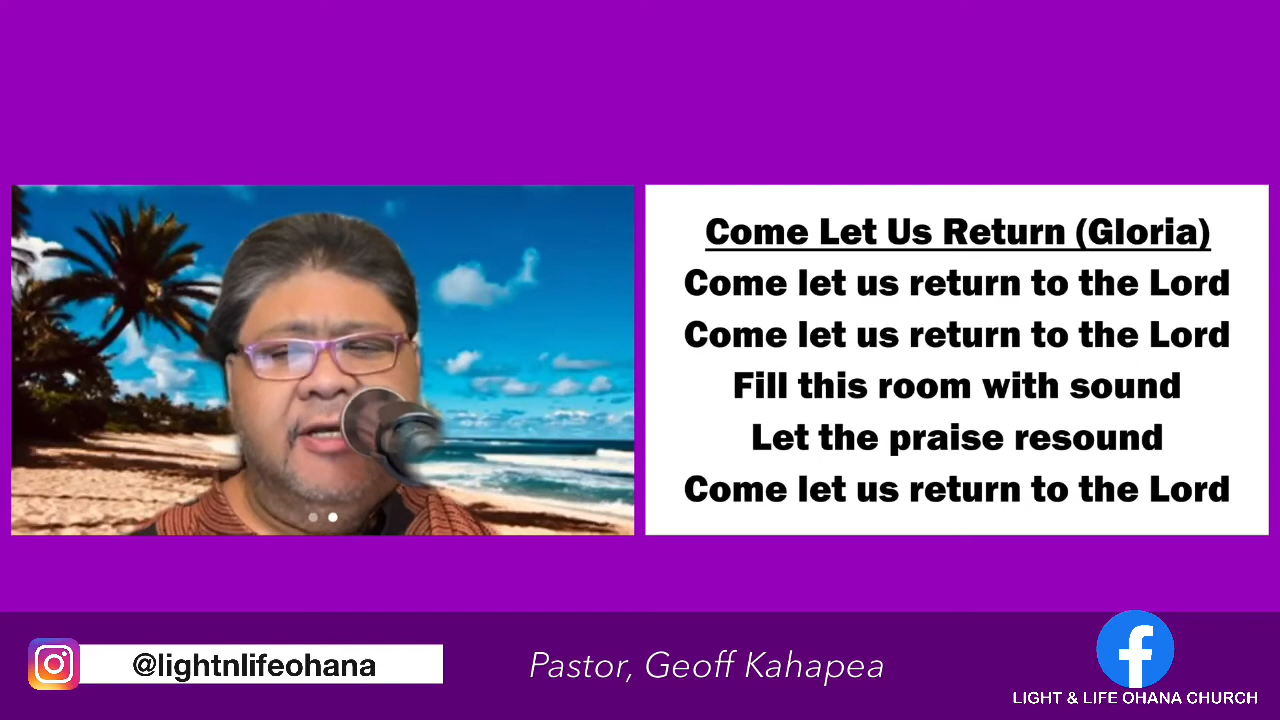 Come Let Us Return (Gloria)
Come let us return to the Lord
Come let us return to the Lord
Fill this room with sound
Let the praise resound
Come let us return to the Lord
@lightnlifeohana
Pastor, Geoff Kahapea
LIGHT & LIFE OHANA CHURCH